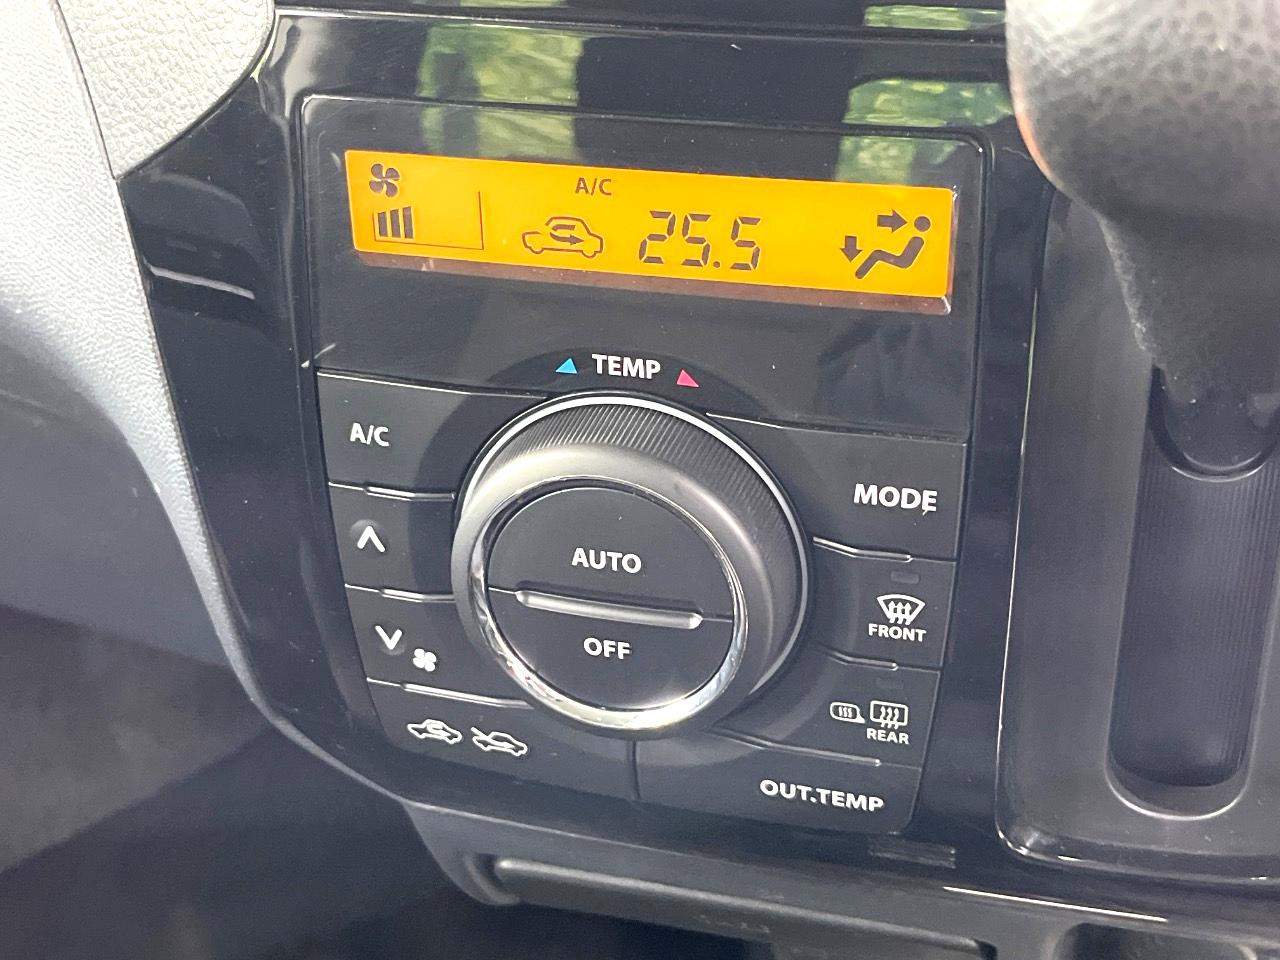 A/C
25.5
TEMP
A/C
MODE
AUTO
OFF
FRONT
REAR
OUT.TEMP